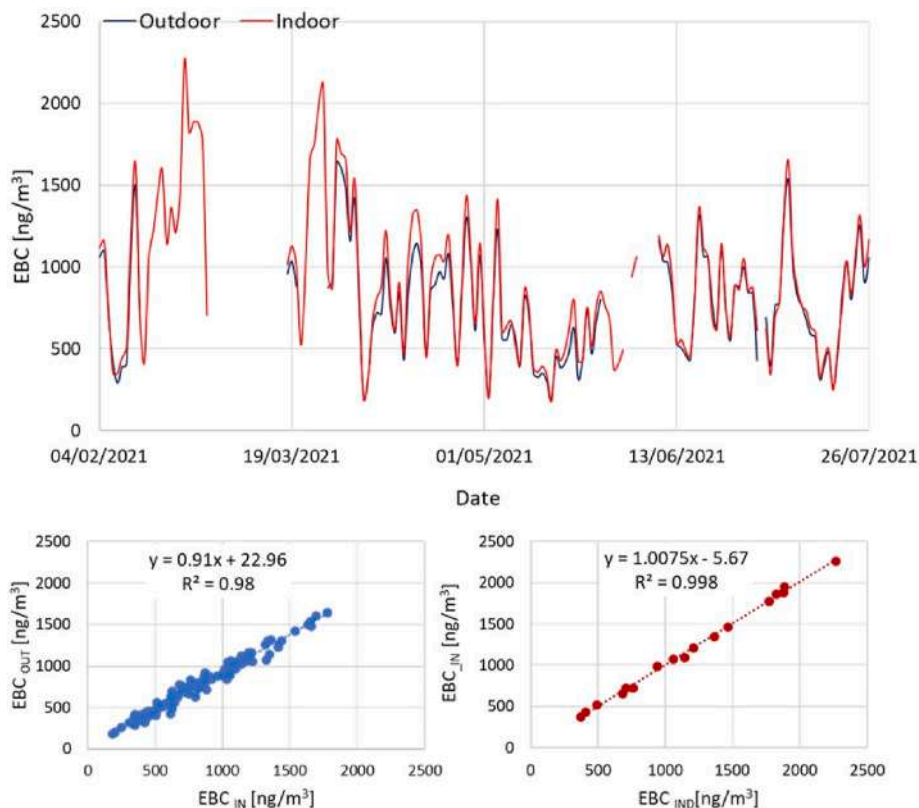 Outdoor Indoor
2500
2000
1500
1000
500
0
EBC [ng/m³]
04/02/2021 19/03/2021 01/05/2021 13/06/2021 26/07/2021
Date
y = 0.91x + 22.96
R² = 0.98
2500
2000
1500
1000
500
0
EBC_OUT [ng/m³]
0 500 1000 1500 2000 2500
EBC_IN [ng/m³]
y = 1.0075x - 5.67
R² = 0.998
2500
2000
1500
1000
500
0
EBC_IN [ng/m³]
0 500 1000 1500 2000 2500
EBC_IND[ng/m³]